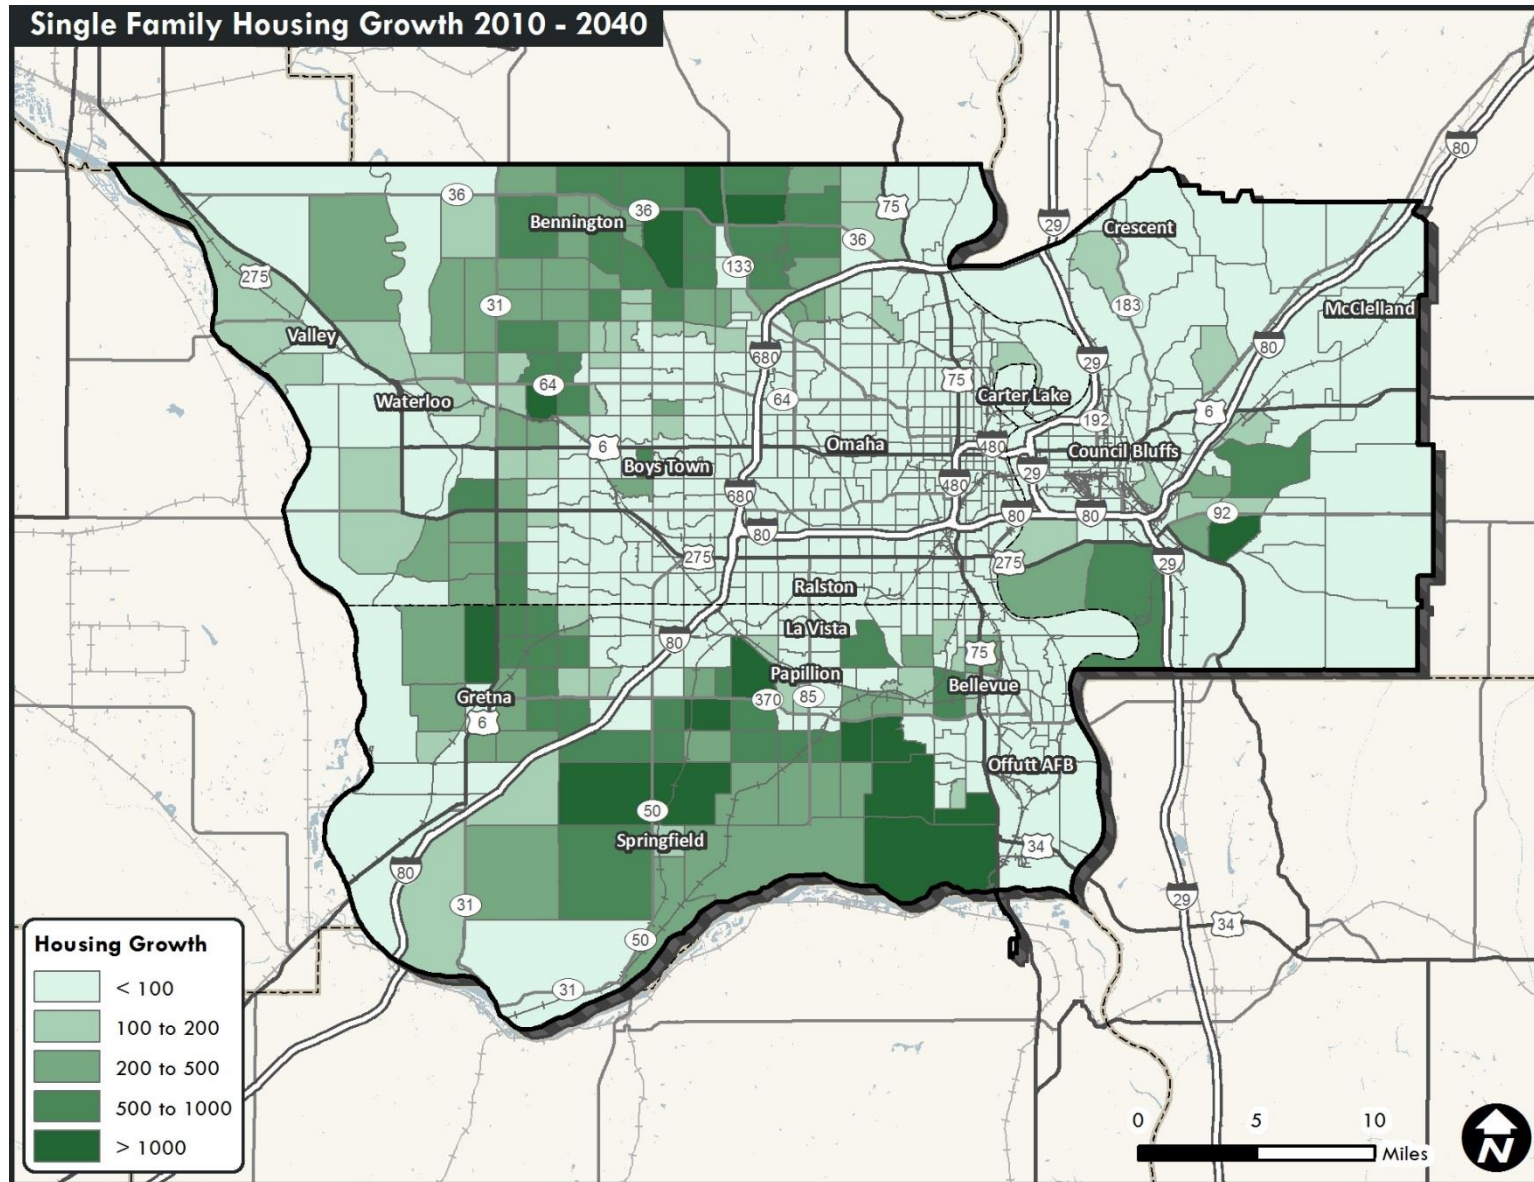 Single Family Housing Growth 2010 - 2040
80
36
75
29
Crescent
Bennington
36
36
133
275
31
183
McClelland
Valley
80
680
29
64
75
Carter Lake
Waterloo
64
192
6
6
Omaha
480
Council Bluffs
Boys Town
29
680
480
80
80
80
92
275
275
29
Ralston
La Vista
80
75
Papillion
Bellevue
Gretna
370
85
6
Offutt AFB
50
Springfield
34
80
29
31
34
50
31
Housing Growth
< 100
100 to 200
200 to 500
500 to 1000
> 1000
0 5 10
Miles
N